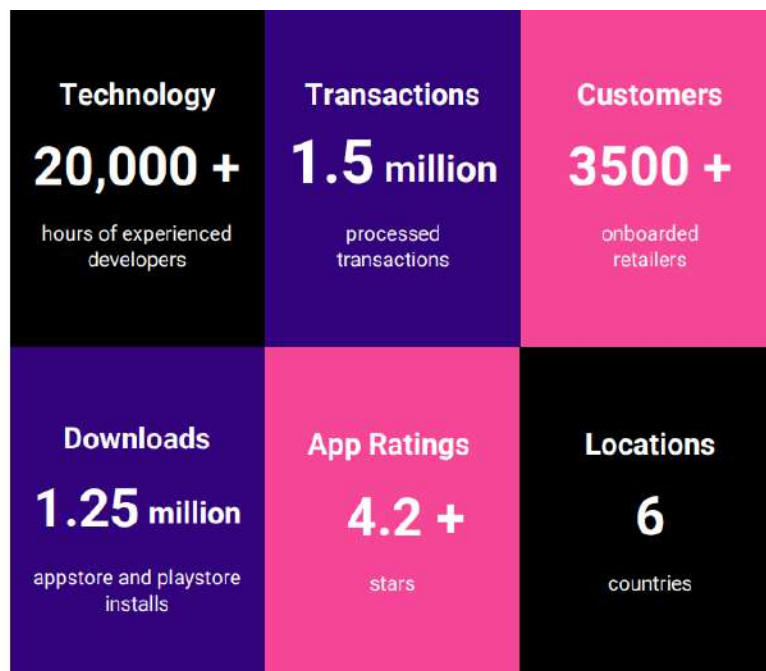 Technology
20,000 +
hours of experienced
developers
Transactions
1.5 million
processed
transactions
Customers
3500 +
onboarded
retailers
Downloads
1.25 million
appstore and playstore
installs
App Ratings
4.2 +
stars
Locations
6
countries